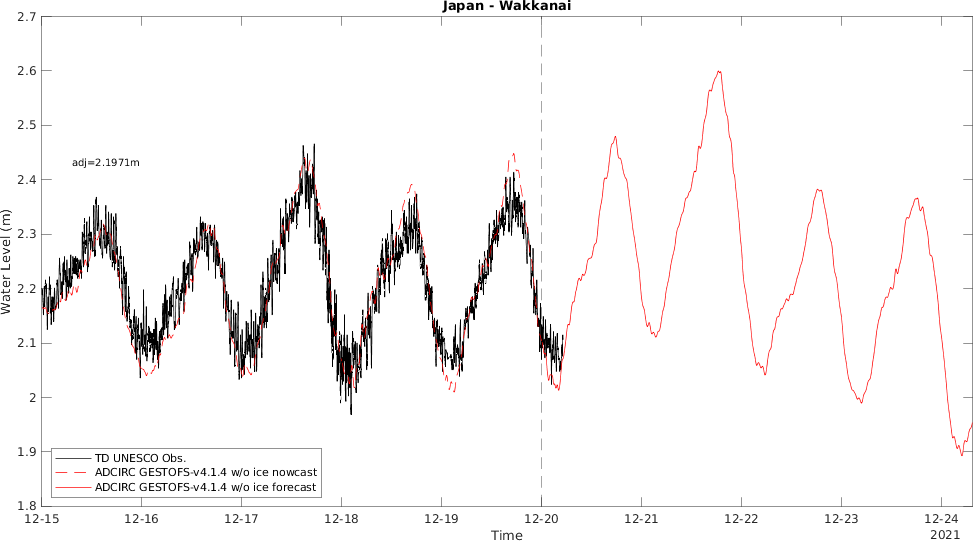 Japan - Wakkanai
2.7
2.6
2.5
2.4
2.3
2.2
2.1
2
1.9
1.8
Water Level (m)
adj=2.1971m
TD UNESCO Obs.
ADCIRC GESTOFS-v4.1.4 w/o ice nowcast
ADCIRC GESTOFS-v4.1.4 w/o ice forecast
12-15 12-16 12-17 12-18 12-19 12-20 12-21 12-22 12-23 12-24
Time 2021